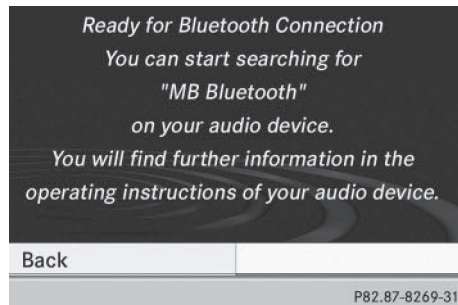 Ready for Bluetooth Connection
You can start searching for
"MB Bluetooth"
on your audio device.
You will find further information in the
operating instructions of your audio device.
Back
P82.87-8269-31